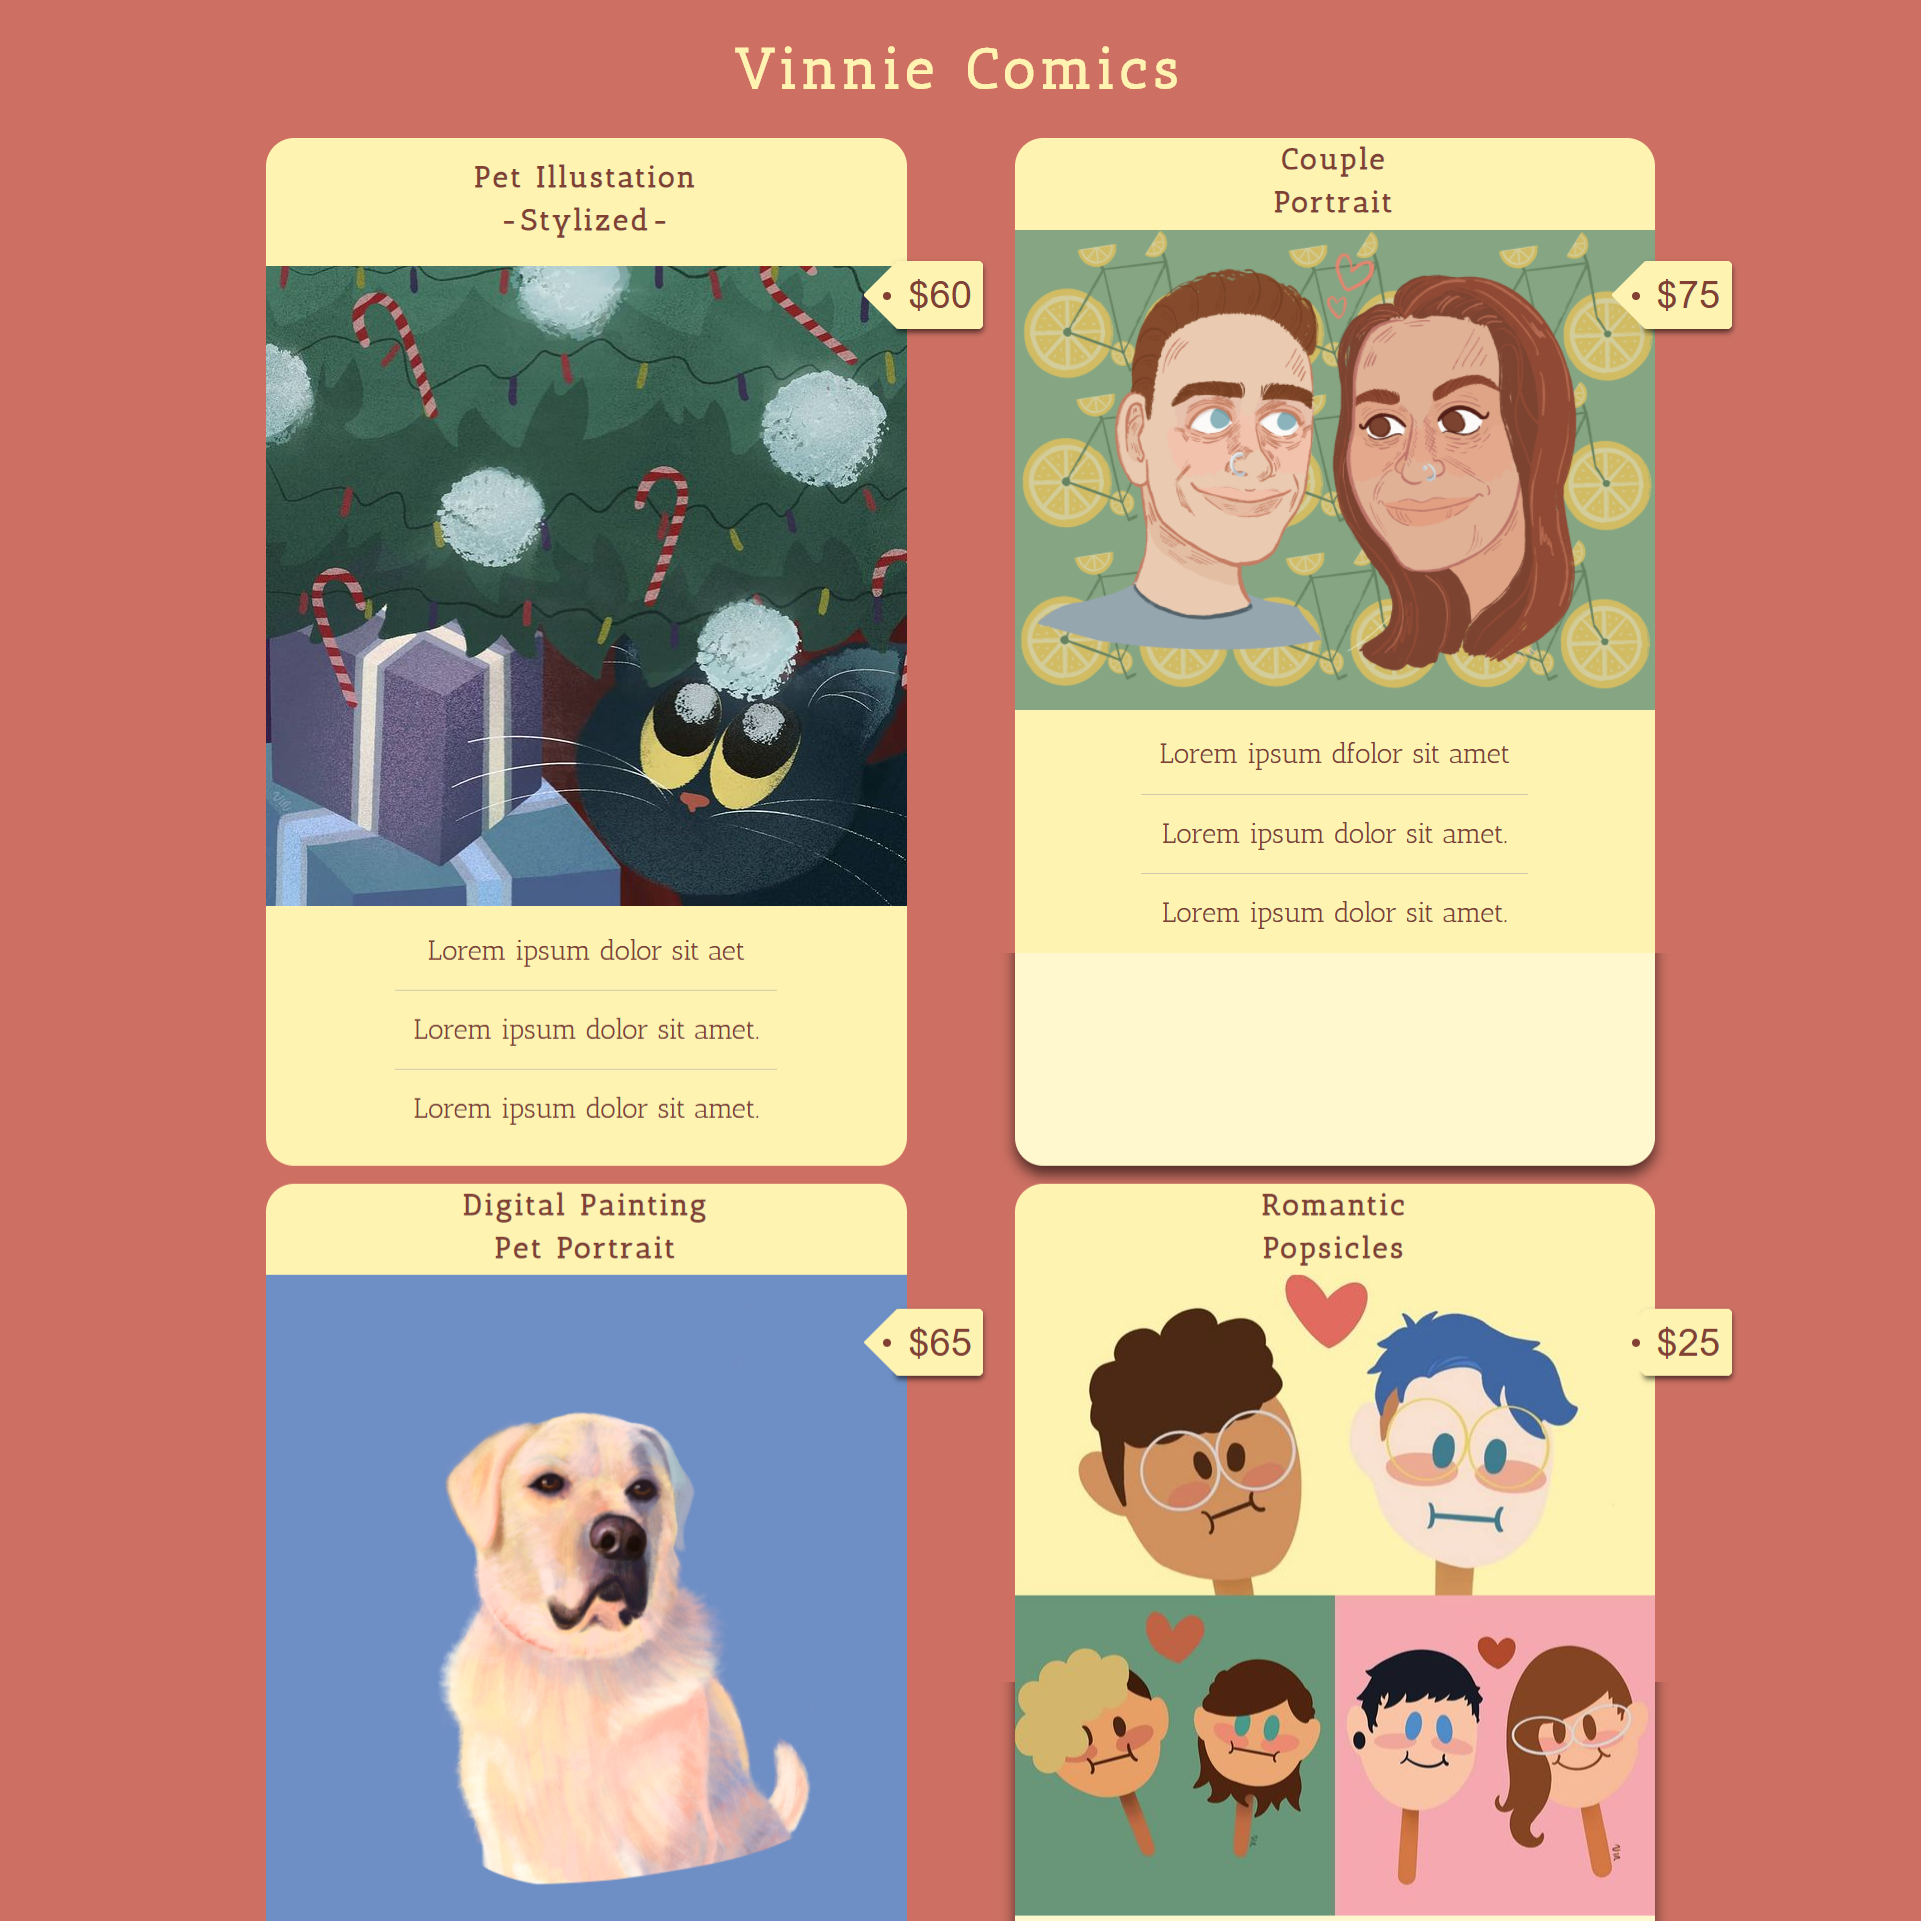 Vinnie Comics
Pet Illustation
-Stylized-
$60
Lorem ipsum dolor sit aet
Lorem ipsum dolor sit amet.
Lorem ipsum dolor sit amet.
Couple
Portrait
$75
Lorem ipsum dfolor sit amet
Lorem ipsum dolor sit amet.
Lorem ipsum dolor sit amet.
Digital Painting
Pet Portrait
$65
Romantic
Popsicles
$25